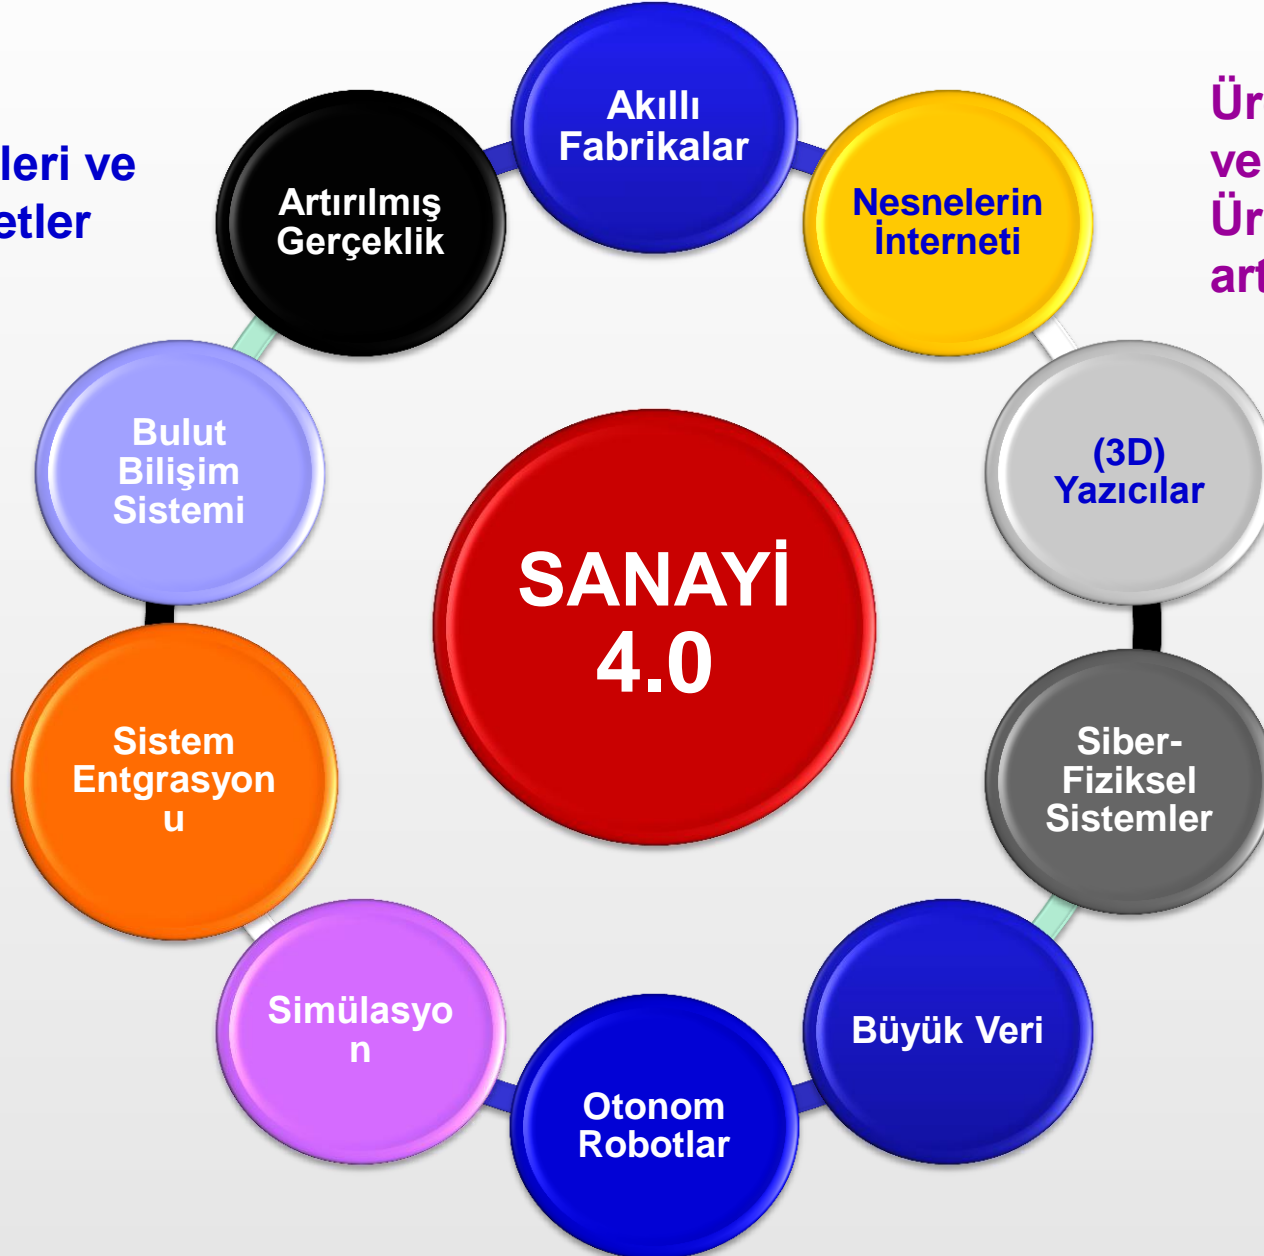 Akıllı
Fabrikalar
Nesnelerin
İnterneti
(3D)
Yazıcılar
Siber-
Fiziksel
Sistemler
Büyük Veri
Otonom
Robotlar
Simülasyo
n
Sistem
Entgrasyon
u
Bulut
Bilişim
Sistemi
Artırılmış
Gerçeklik
SANAYİ
4.0
leri ve
etler
Ür
ve
Ür
art